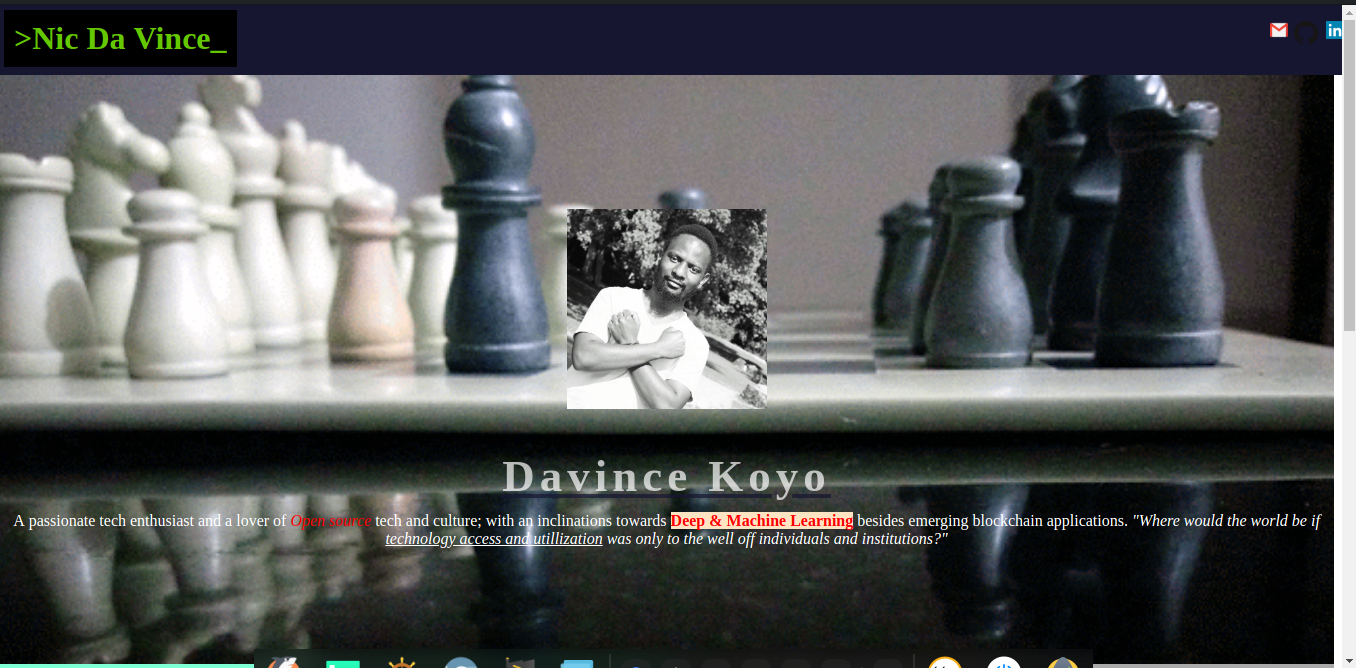 >Nic Da Vince_
in
Davince Koyo
A passionate tech enthusiast and a lover of Open source tech and culture; with an inclinations towards Deep & Machine Learning besides emerging blockchain applications. "Where would the world be if
technology access and utillization was only to the well off individuals and institutions?"